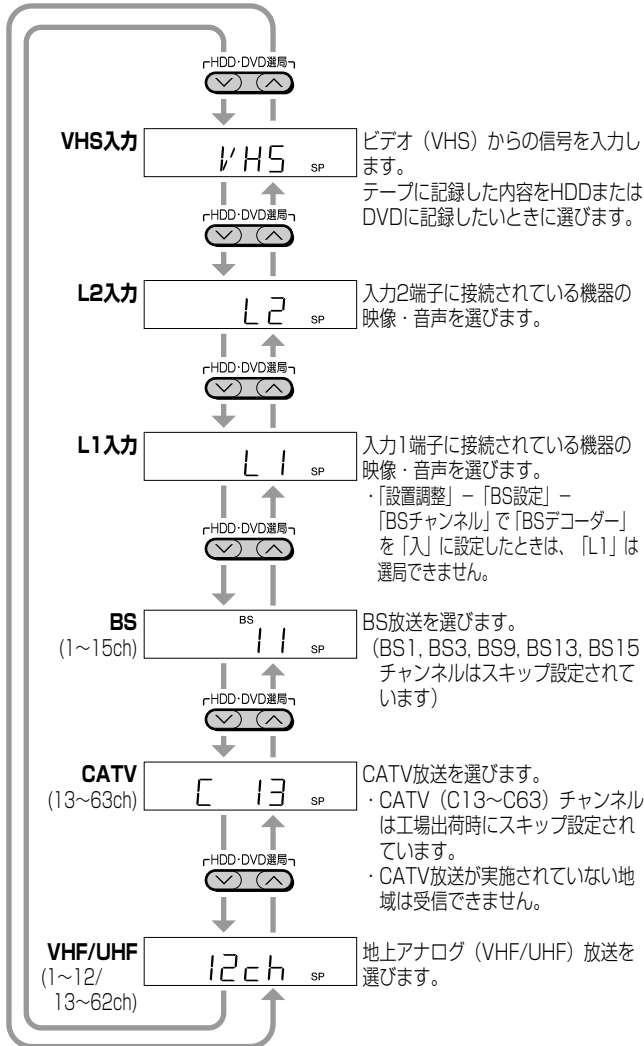 HDD·DVD選局
VHS入力
VHS SP
ビデオ（VHS）からの信号を入力し
ます。
テープに記録した内容をHDDまたは
DVDに記録したいときに選びます。
HDD·DVD選局
L2入力
L2 SP
入力2端子に接続されている機器の
映像・音声を選びます。
HDD·DVD選局
L1入力
L1 SP
入力1端子に接続されている機器の
映像・音声を選びます。
・「設置調整」－「BS設定」－
「BSチャンネル」で「BSデコーダー」
を「入」に設定したときは、「L1」は
選局できません。
HDD·DVD選局
BS
(1~15ch)
BS 11 SP
BS放送を選びます。
（BS1, BS3, BS9, BS13, BS15
チャンネルはスキップ設定されて
います）
HDD·DVD選局
CATV
(13~63ch)
C 13 SP
CATV放送を選びます。
・CATV（C13～C63）チャンネル
は工場出荷時にスキップ設定され
ています。
・CATV放送が実施されていない地
域は受信できません。
HDD·DVD選局
VHF/UHF
(1~12/
13~62ch)
12ch SP
地上アナログ（VHF/UHF）放送を
選びます。